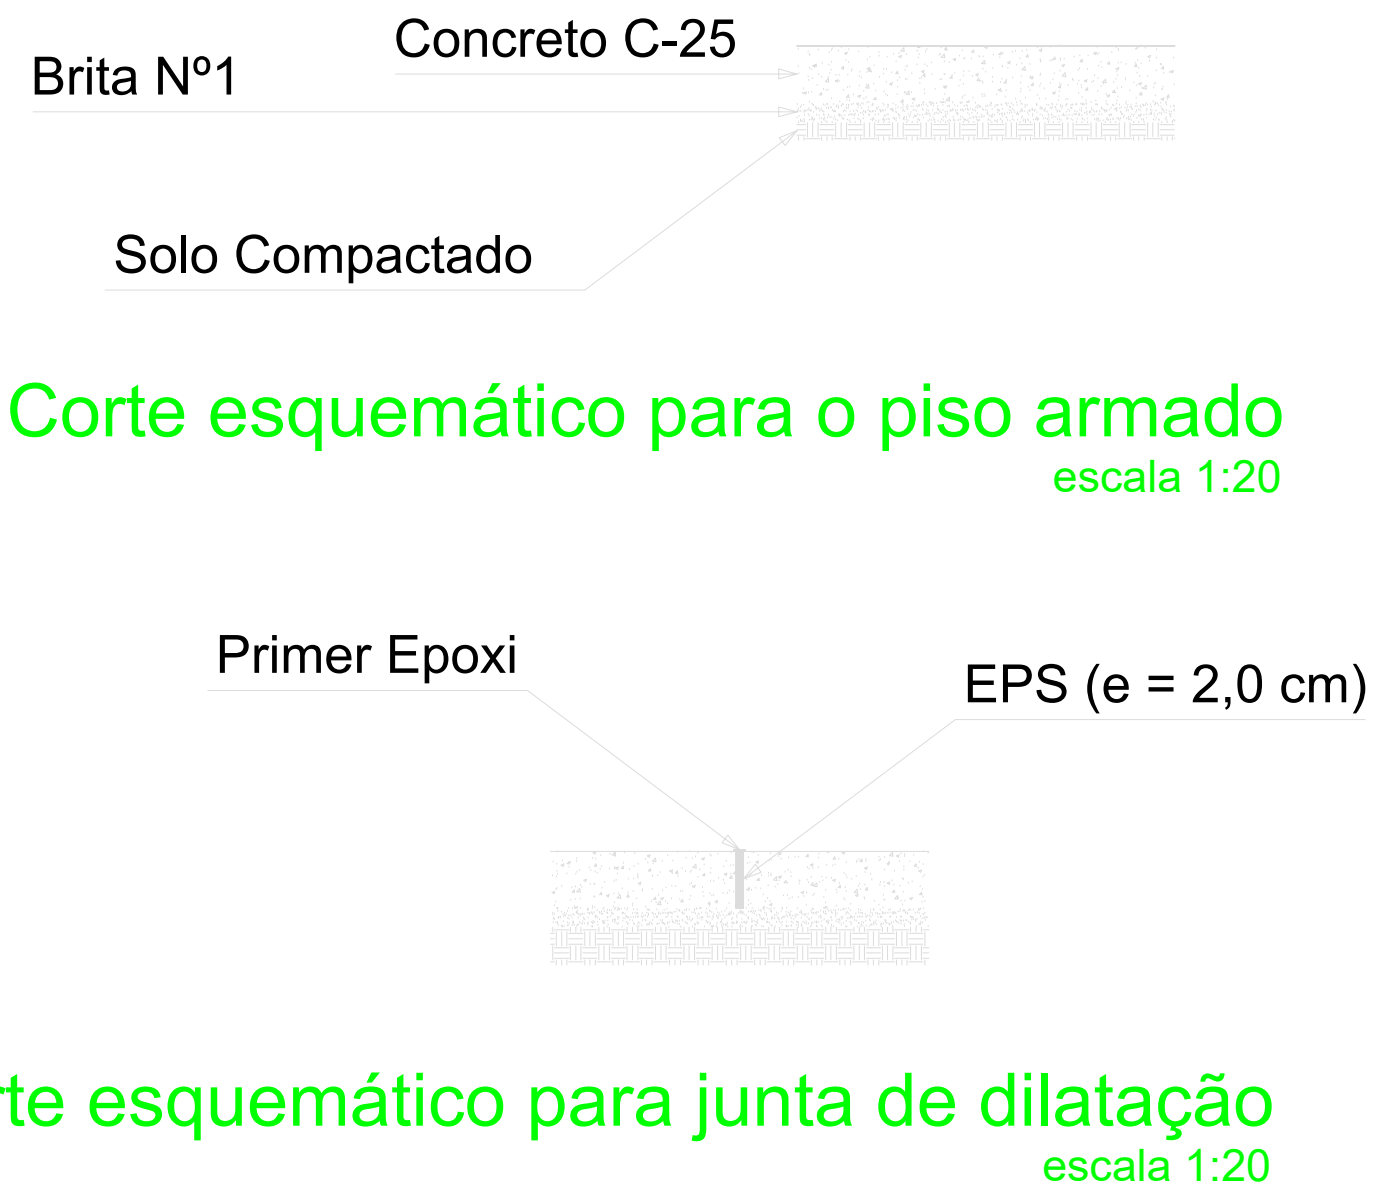 Concreto C-25
Brita Nº1
Solo Compactado
Corte esquemático para o piso armado
escala 1:20
Primer Epoxi
EPS (e = 2,0 cm)
rte esquemático para junta de dilatação
escala 1:20